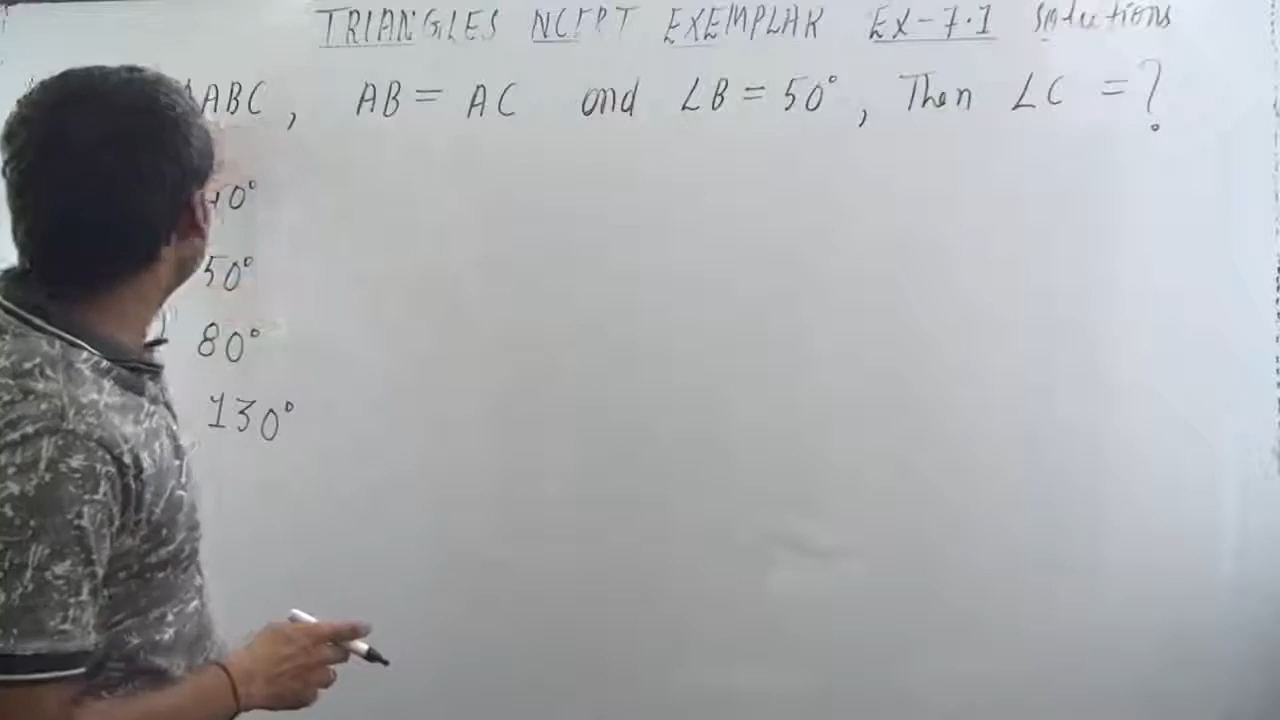 TRIANGLES NCERT EXEMPLAR EX-7.1 Solutions
ABC, AB = AC and ∠B = 50°, Then ∠C = ?
40°
50°
80°
130°